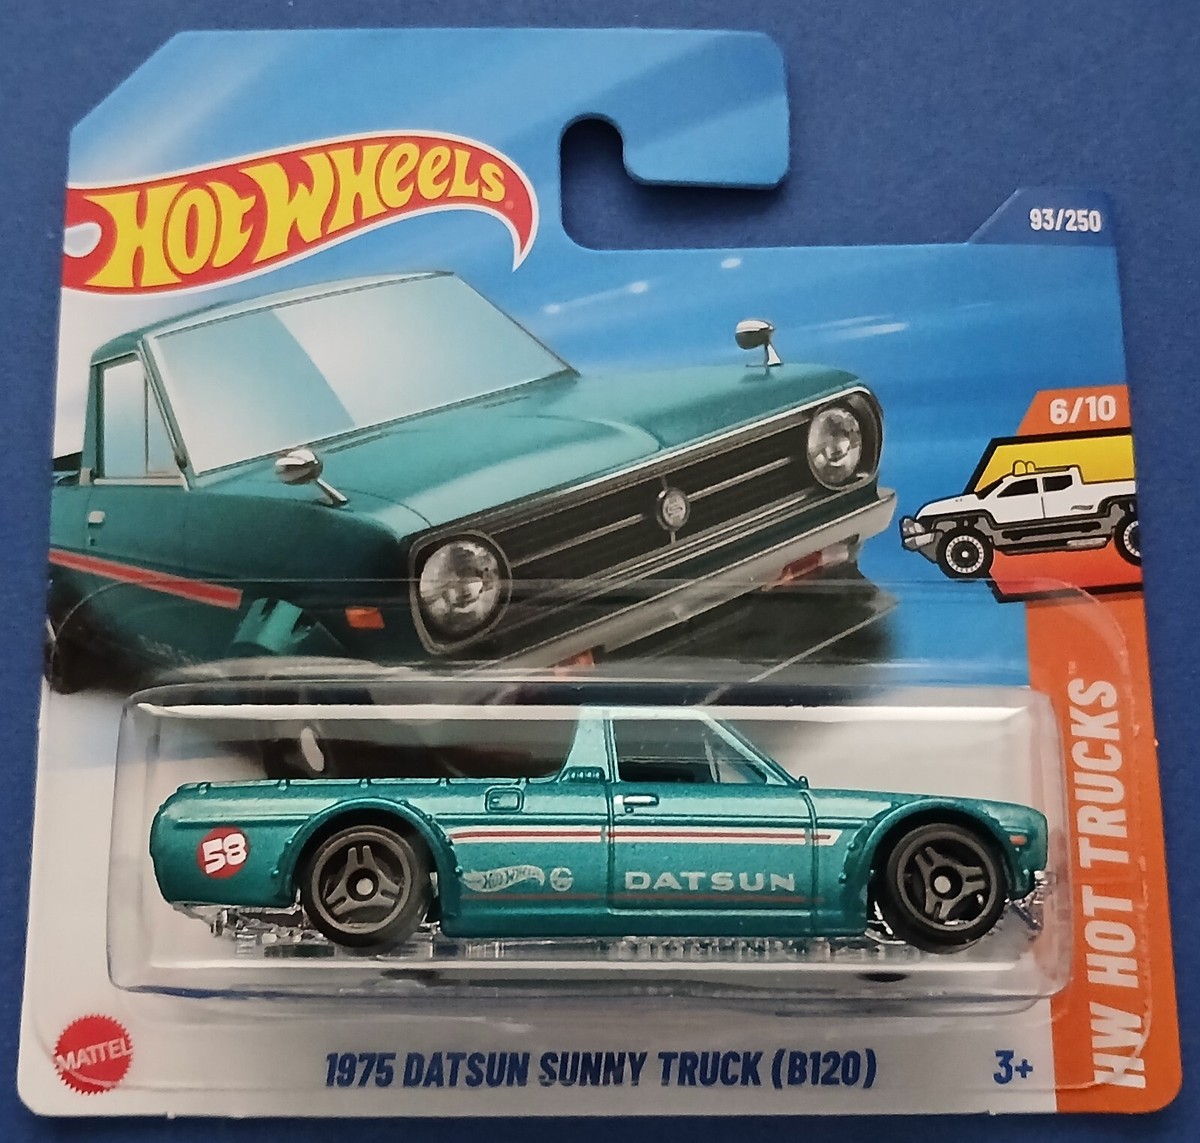 HOT WHEELS
93/250
6/10
HW HOT TRUCKS™
58
HOT WHEELS
DATSUN
MATTEL
1975 DATSUN SUNNY TRUCK (B120)
3+